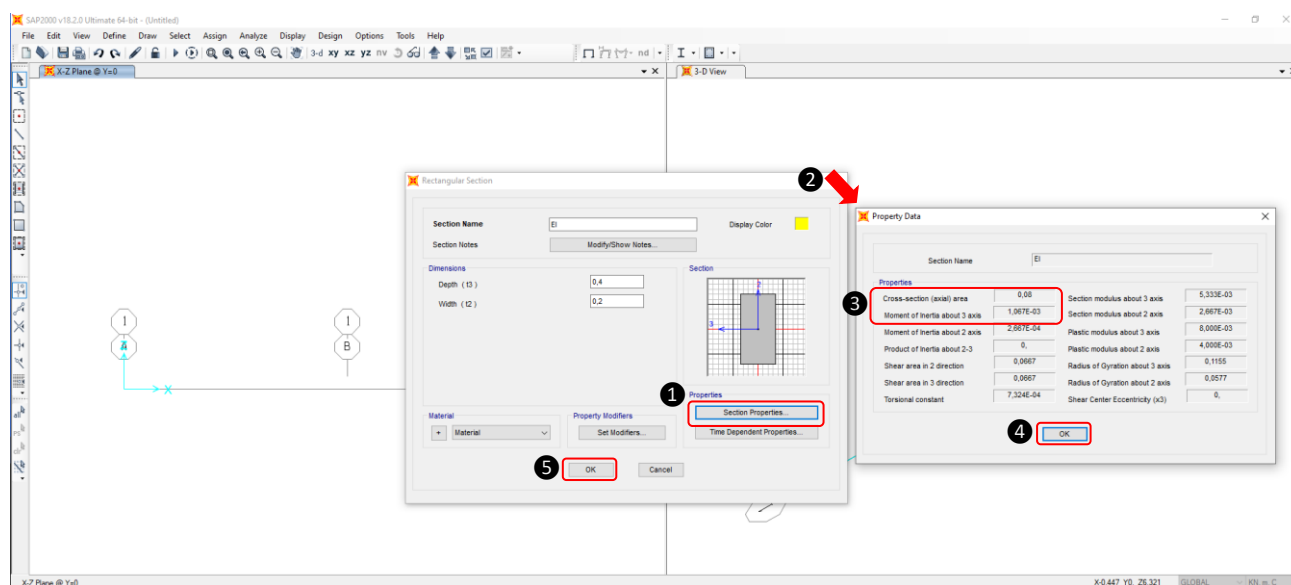 SAP2000 v18.2.0 Ultimate 64-bit - (Untitled)
File Edit View Define Draw Select Assign Analyze Display Design Options Tools Help
3-d xy xz yz nv
nd
X-Z Plane @ Y=0
3-D View
Rectangular Section
2
Section Name
EI
Display Color
Section Notes
Modify/Show Notes...
Dimensions
Depth ( t3 )
0,4
Width ( t2 )
0,2
Section
2
3
1
Properties
Section Properties...
Time Dependent Properties...
Material
+ Material
Property Modifiers
Set Modifiers...
5
OK
Cancel
Property Data
Section Name
EI
Properties
3
Cross-section (axial) area 0,08 Section modulus about 3 axis 5,333E-03
Moment of Inertia about 3 axis 1,067E-03 Section modulus about 2 axis 2,667E-03
Moment of Inertia about 2 axis 2,667E-04 Plastic modulus about 3 axis 8,000E-03
Product of Inertia about 2-3 0, Plastic modulus about 2 axis 4,000E-03
Shear area in 2 direction 0,0667 Radius of Gyration about 3 axis 0,1155
Shear area in 3 direction 0,0667 Radius of Gyration about 2 axis 0,0577
Torsional constant 7,324E-04 Shear Center Eccentricity (x3) 0,
4
OK
1
A
1
B
X
X-Z Plane @ Y=0
X-0.447 Y0, Z6,321 GLOBAL KN, m, C